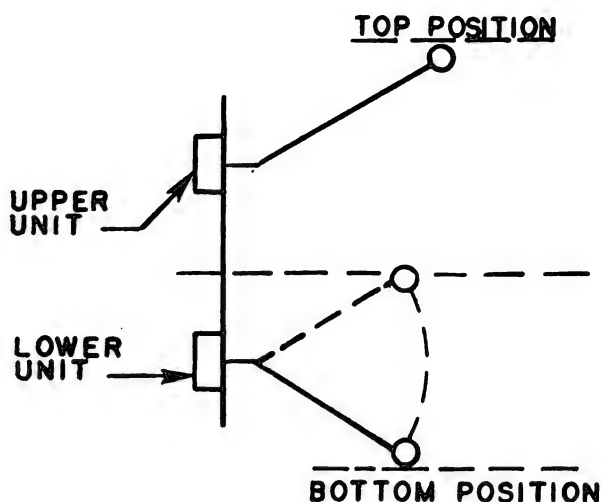 TOP POSITION
UPPER
UNIT
LOWER
UNIT
BOTTOM POSITION